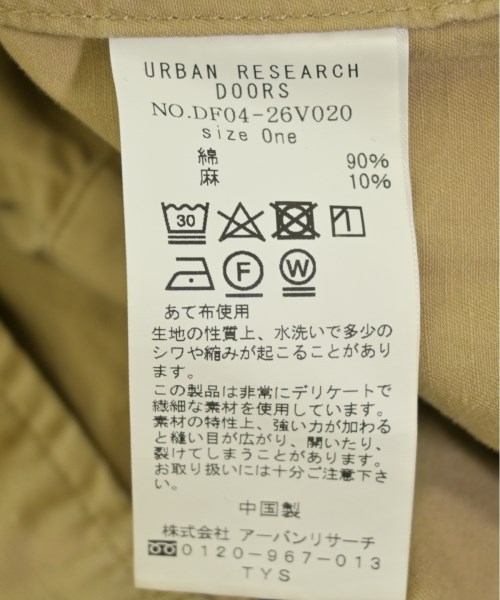 URBAN RESEARCH
DOORS
NO.DF04-26V020
size One
綿 90%
麻 10%
30
F W
あて布使用
生地の性質上、水洗いで多少の
シワや縮みが起こることがあり
ます。
この製品は非常にデリケートで
繊細な素材を使用しています。
素材の特性上、強い力が加わる
と縫い目が広がり、開いたり、
裂けてしまうことがあります。
お取り扱いには十分ご注意下さ
い。
中国製
株式会社 アーバンリサーチ
0120-967-013
TYS